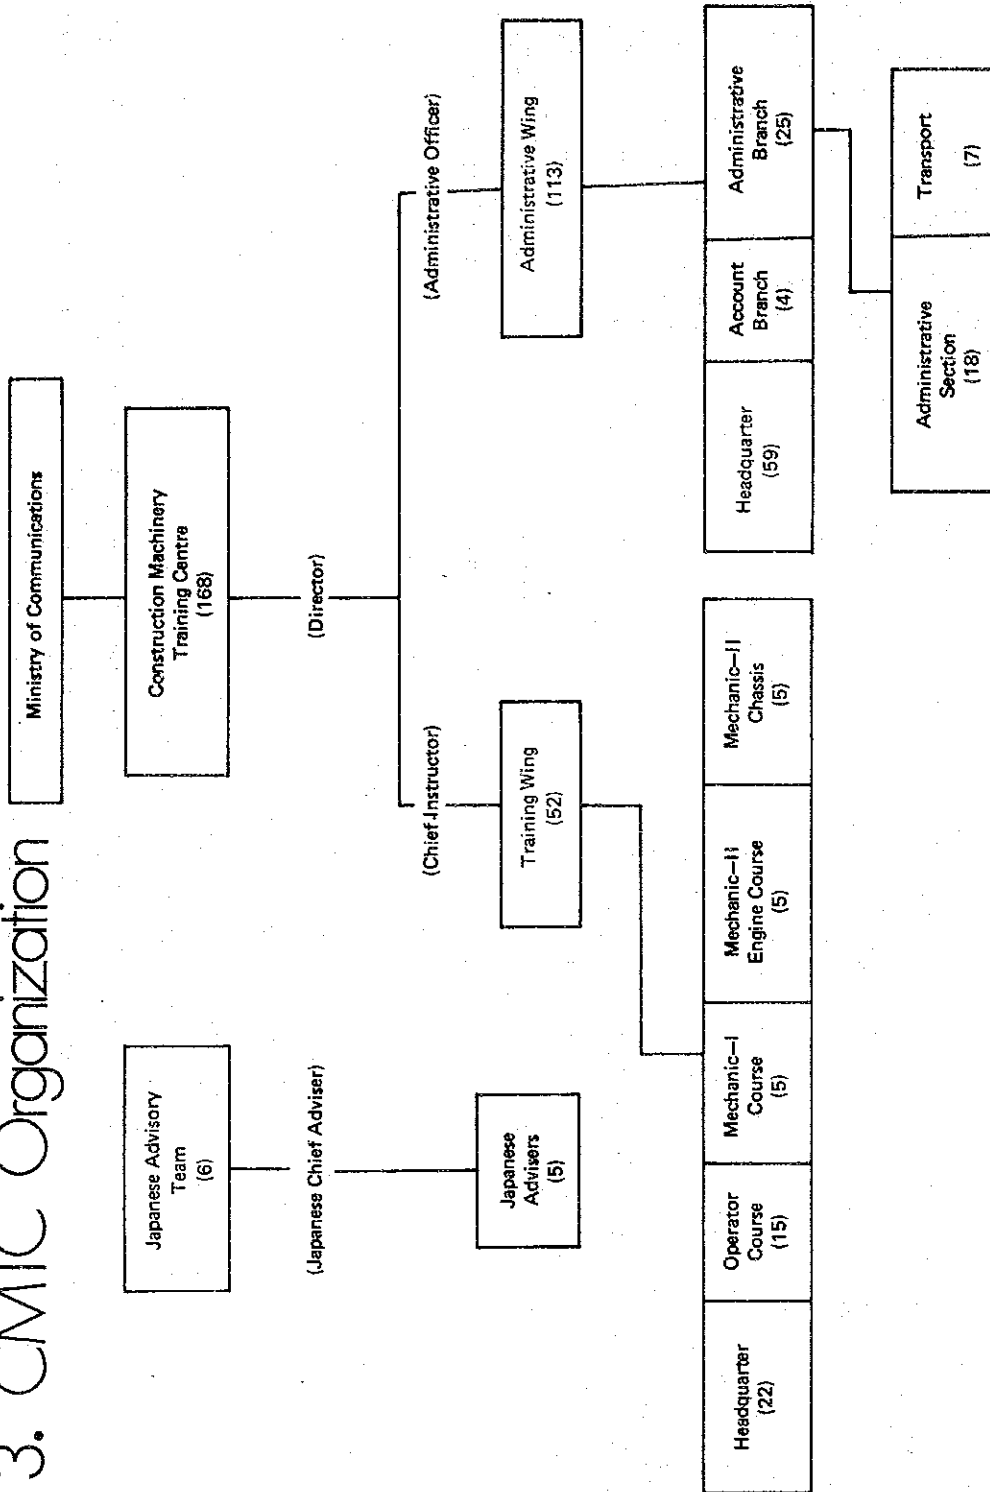 3. CMTC Organization
Ministry of Communications
Construction Machinery
Training Centre
(168)
(Director)
Japanese Advisory
Team
(6)
(Japanese Chief Adviser)
Japanese
Advisers
(5)
(Chief Instructor)
Training Wing
(52)
(Administrative Officer)
Administrative Wing
(113)
Headquarter
(22)
Operator
Course
(15)
Mechanic–I
Course
(5)
Mechanic–II
Engine Course
(5)
Mechanic–II
Chassis
(5)
Headquarter
(59)
Account
Branch
(4)
Administrative
Branch
(25)
Administrative
Section
(18)
Transport
(7)